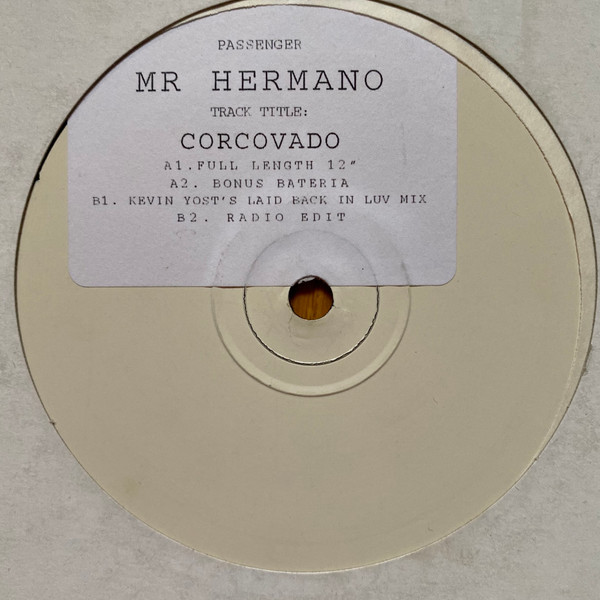 PASSENGER
MR HERMANO
TRACK TITLE:
CORCOVADO
A1.FULL LENGTH 12"
A2. BONUS BATERIA
B1. KEVIN YOST'S LAID BACK IN LUV MIX
B2. RADIO EDIT